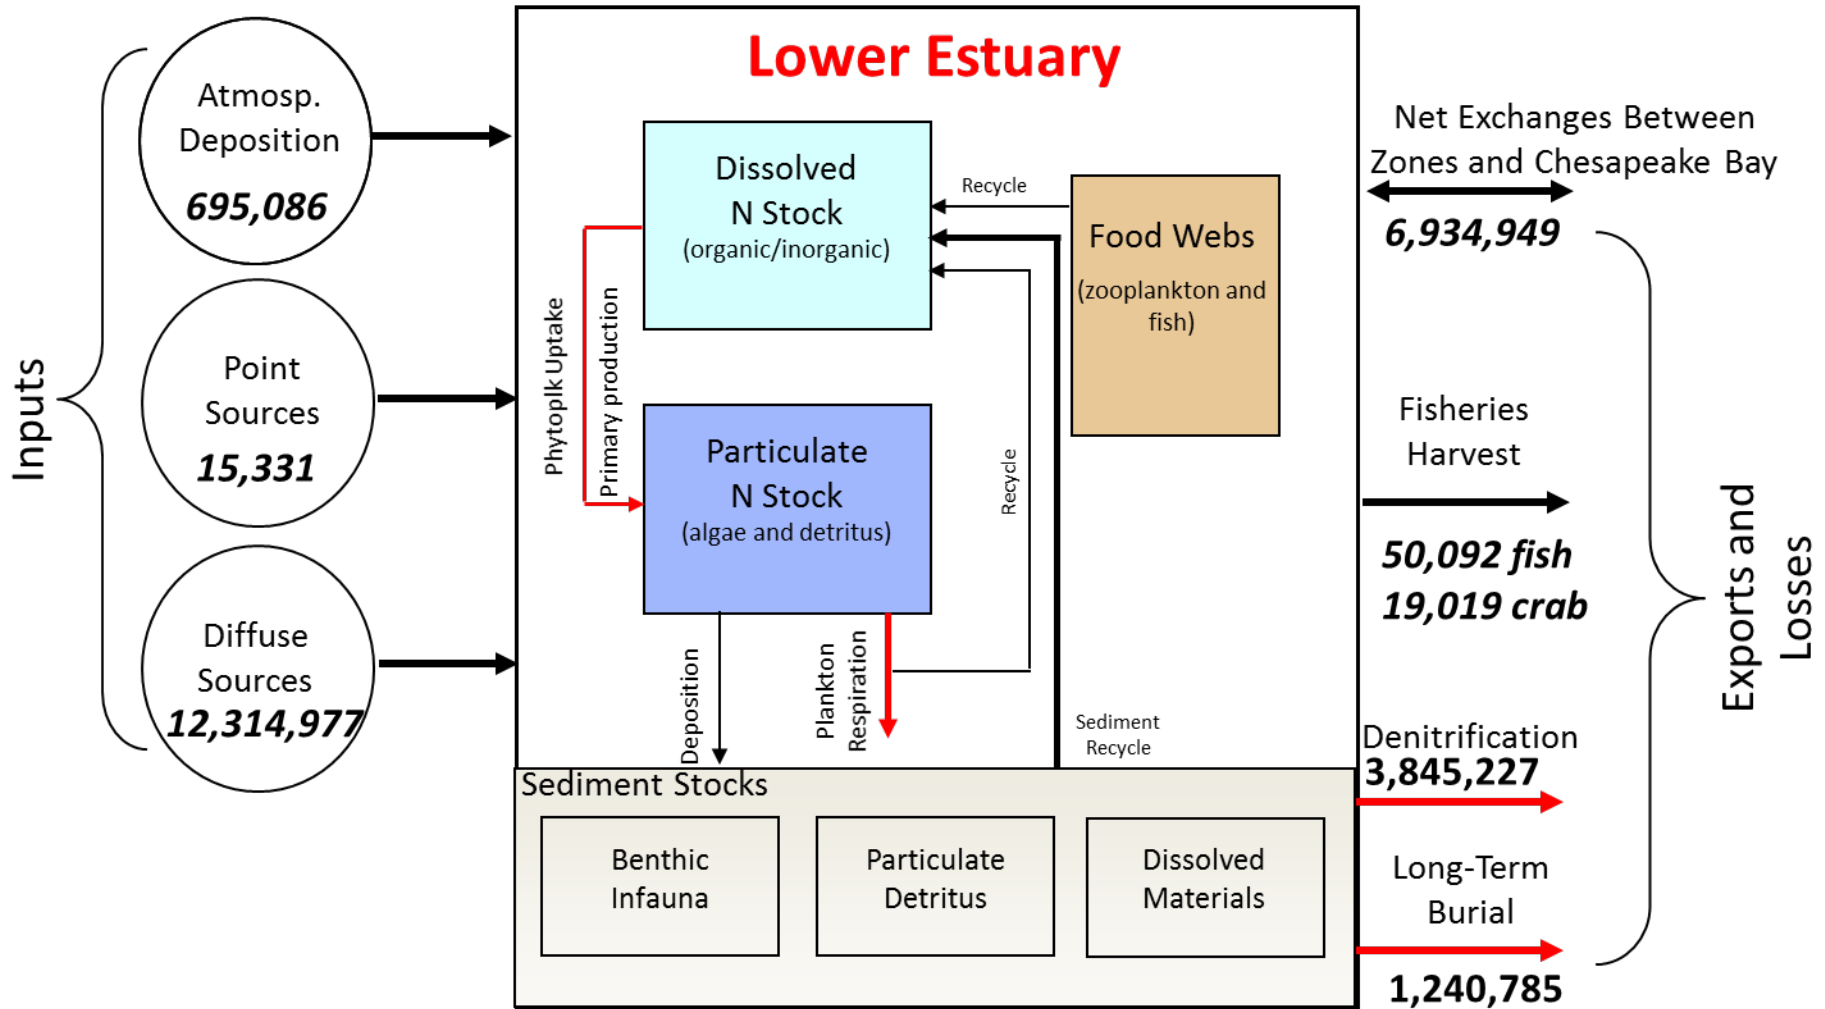 Lower Estuary
Inputs
Atmosp.
Deposition
695,086
Point
Sources
15,331
Diffuse
Sources
12,314,977
Dissolved
N Stock
(organic/inorganic)
Recycle
Food Webs
(zooplankton and
fish)
Phytoplk Uptake
Primary production
Particulate
N Stock
(algae and detritus)
Recycle
Deposition
Plankton
Respiration
Sediment
Recycle
Sediment Stocks
Benthic
Infauna
Particulate
Detritus
Dissolved
Materials
Net Exchanges Between
Zones and Chesapeake Bay
6,934,949
Fisheries
Harvest
50,092 fish
19,019 crab
Denitrification
3,845,227
Long-Term
Burial
1,240,785
Exports and
Losses